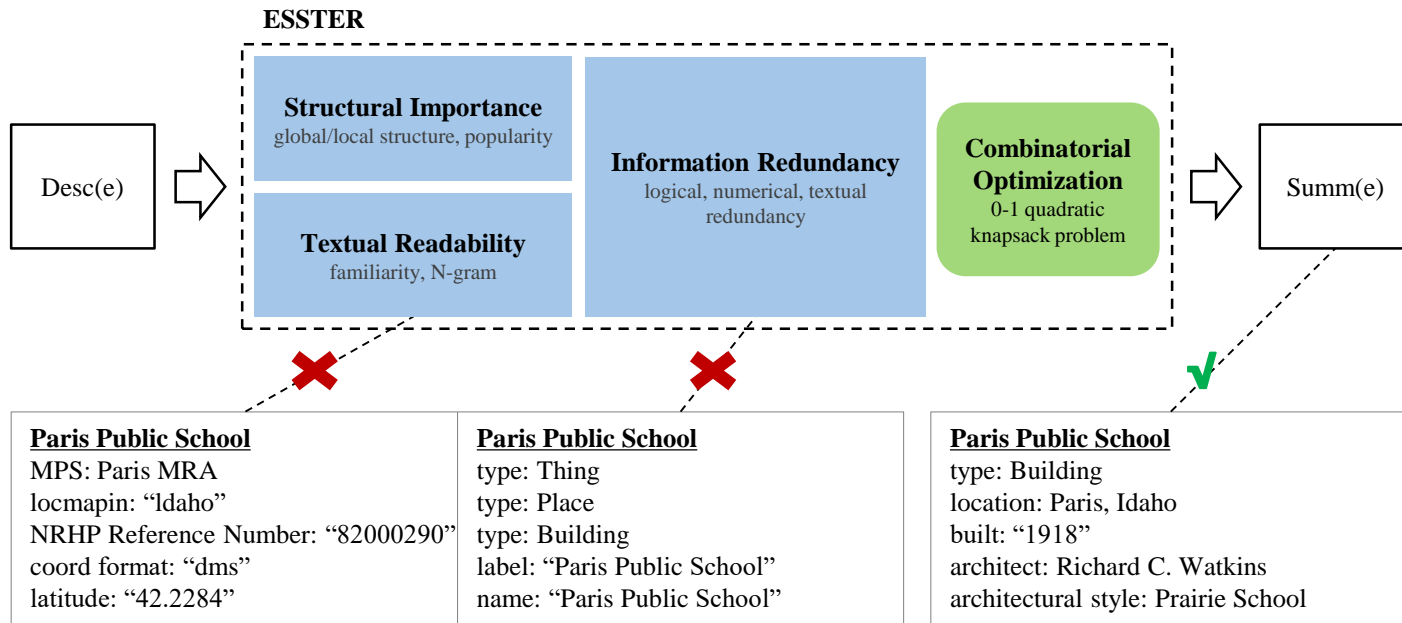 ESSTER
Desc(e)
Structural Importance
global/local structure, popularity
Textual Readability
familiarity, N-gram
Information Redundancy
logical, numerical, textual
redundancy
Combinatorial
Optimization
0-1 quadratic
knapsack problem
Summ(e)
Paris Public School
MPS: Paris MRA
locmapin: “ldaho”
NRHP Reference Number: “82000290”
coord format: “dms”
latitude: “42.2284”
Paris Public School
type: Thing
type: Place
type: Building
label: “Paris Public School”
name: “Paris Public School”
Paris Public School
type: Building
location: Paris, Idaho
built: “1918”
architect: Richard C. Watkins
architectural style: Prairie School